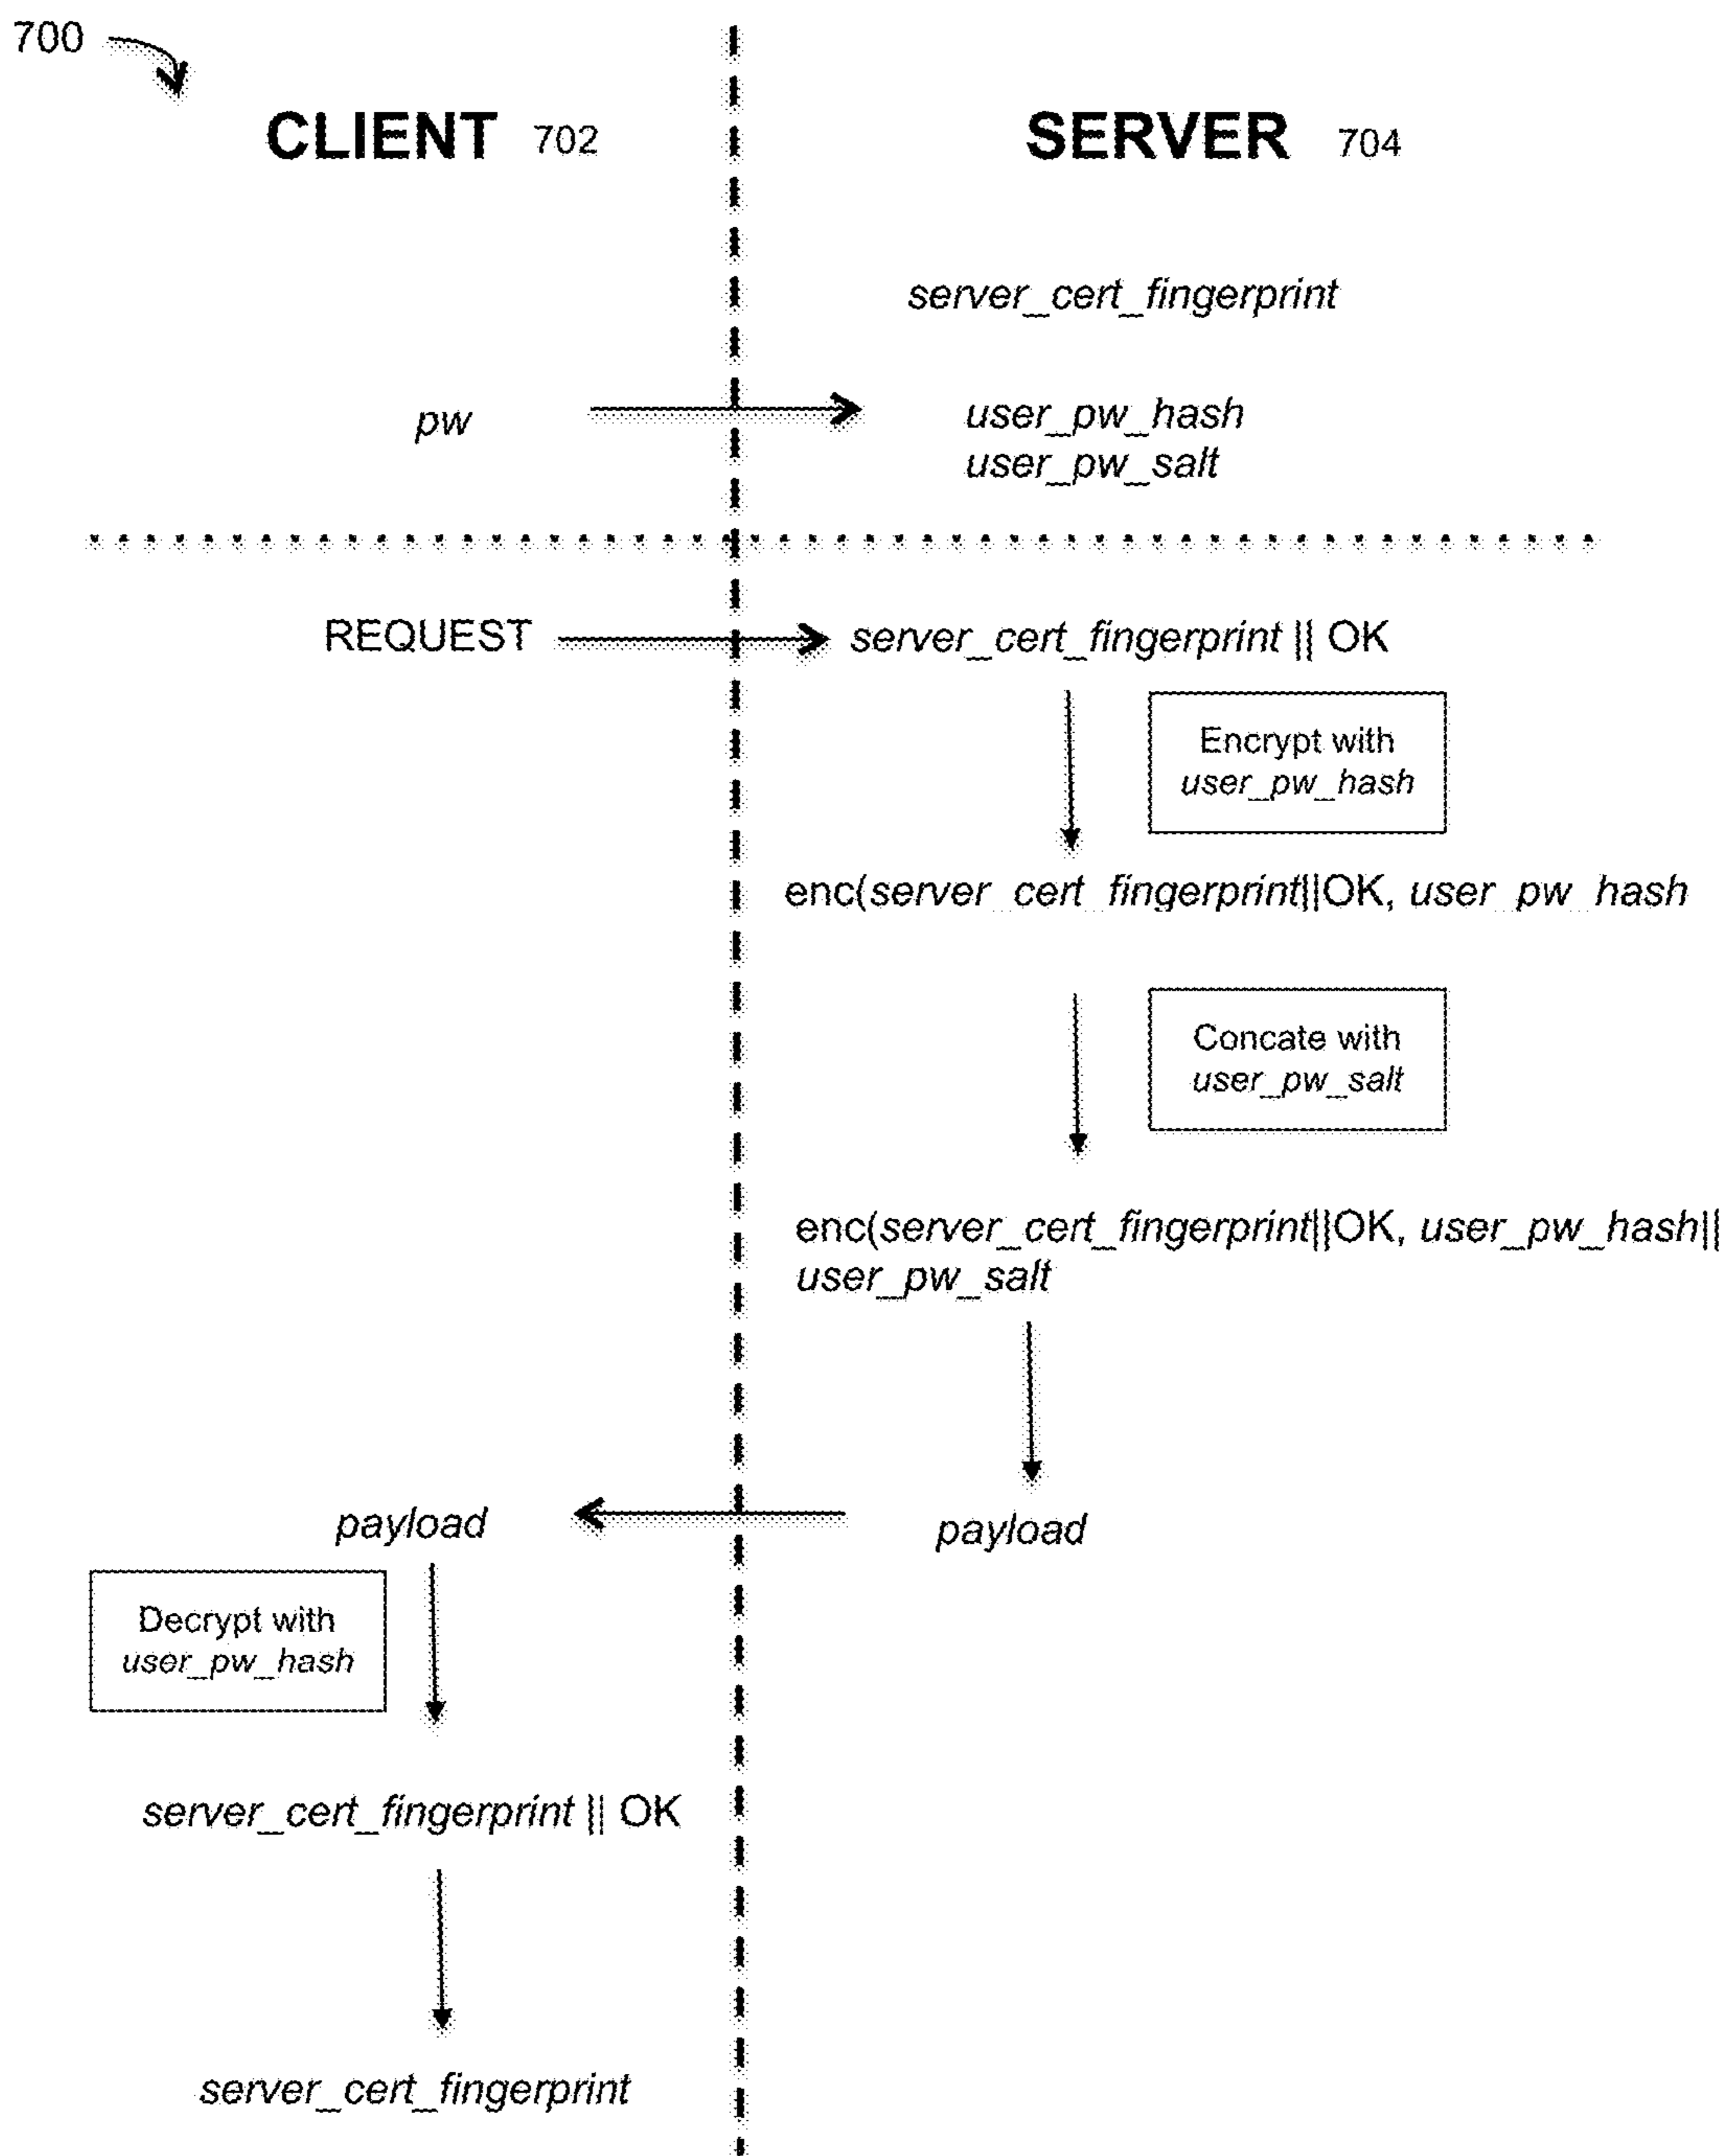 700
CLIENT 702
SERVER 704
server_cert_fingerprint
pw
user_pw_hash
user_pw_salt
REQUEST
server_cert_fingerprint || OK
Encrypt with
user_pw_hash
enc(server_cert_fingerprint||OK, user_pw_hash
Concate with
user_pw_salt
enc(server_cert_fingerprint||OK, user_pw_hash||
user_pw_salt
payload
payload
Decrypt with
user_pw_hash
server_cert_fingerprint || OK
server_cert_fingerprint